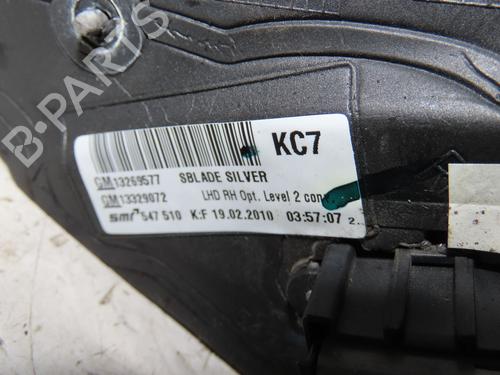 B-PARTS
KC7
GM 13269577 SBLADE SILVER
GM 13329072 LHD RH Opt. Level 2 con
smr 547 510 K:F 19.02.2010 03:57:07 2..